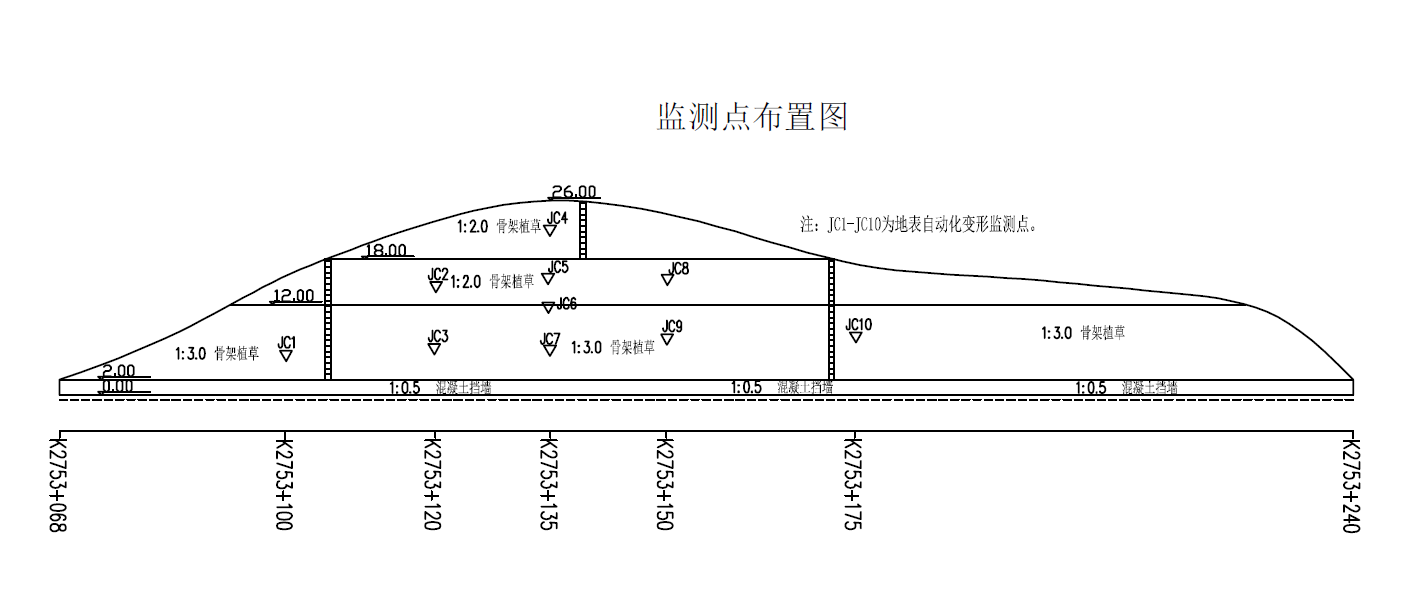 监测点布置图
26.00
1:2.0 骨架植草
JC4
注：JC1-JC10为地表自动化变形监测点。
18.00
JC2
1:2.0 骨架植草
JC5
JC8
12.00
JC6
JC1
1:3.0 骨架植草
JC3
JC7
1:3.0 骨架植草
JC9
JC10
1:3.0 骨架植草
2.00
0.00
1:0.5 混凝土挡墙
1:0.5 混凝土挡墙
1:0.5 混凝土挡墙
K2753+068
K2753+100
K2753+120
K2753+135
K2753+150
K2753+175
K2753+240